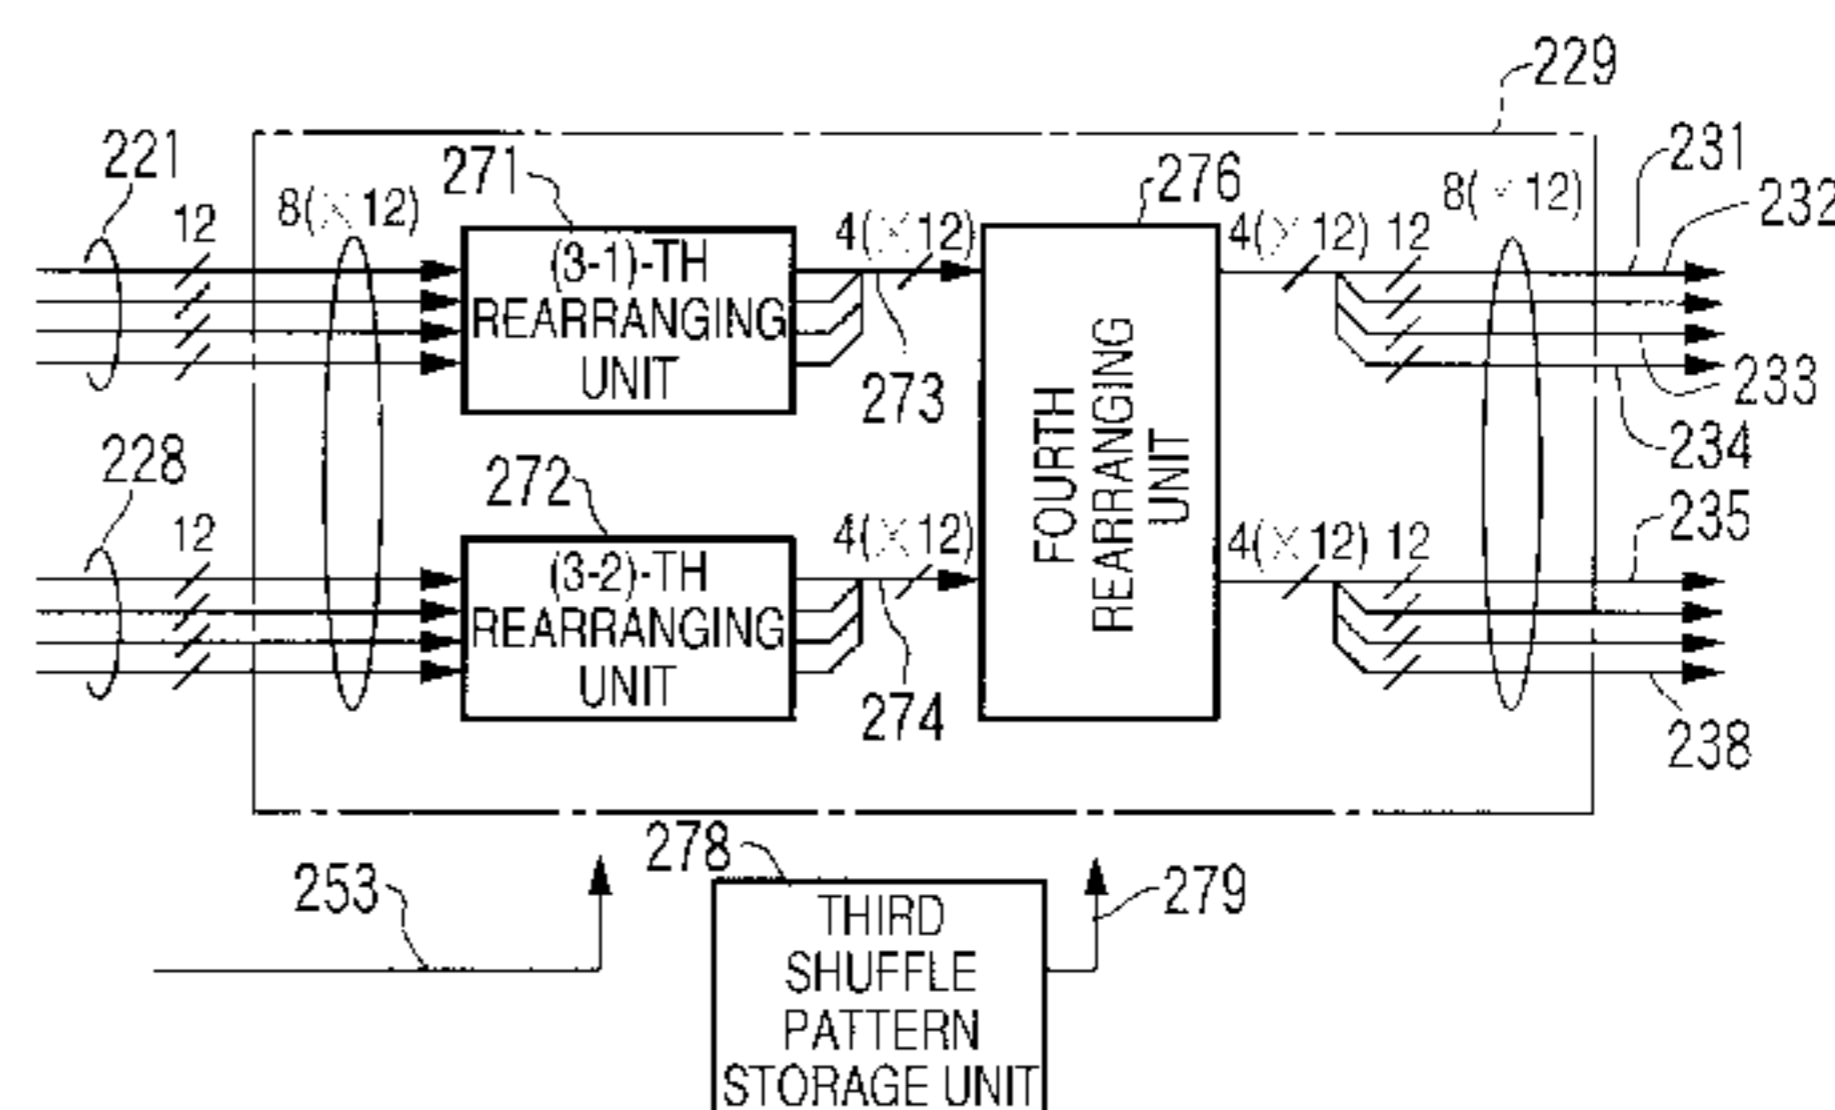 229
221
12
8(×12)
271
(3-1)-TH
REARRANGING
UNIT
4(×12)
273
276
FOURTH
REARRANGING
UNIT
4(×12)
12
8(×12)
231
232
233
234
228
12
272
(3-2)-TH
REARRANGING
UNIT
4(×12)
274
4(×12)
12
235
238
253
278
THIRD
SHUFFLE
PATTERN
STORAGE UNIT
279